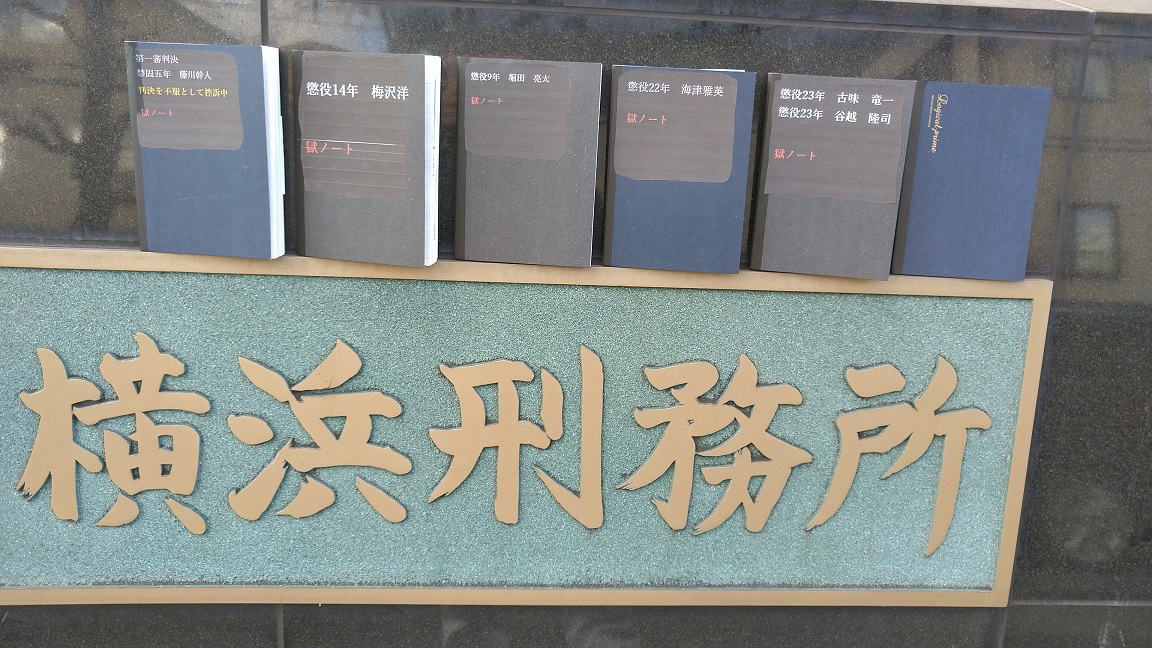 第一審判決
禁固五年 藤川幹人
判決を不服として控訴中
獄ノート
懲役14年 梅沢洋
獄ノート
懲役9年 堀田 亮太
獄ノート
懲役22年 海津雅英
獄ノート
懲役23年 古味 竜一
懲役23年 谷越 隆司
獄ノート
Logical prime
横浜刑務所